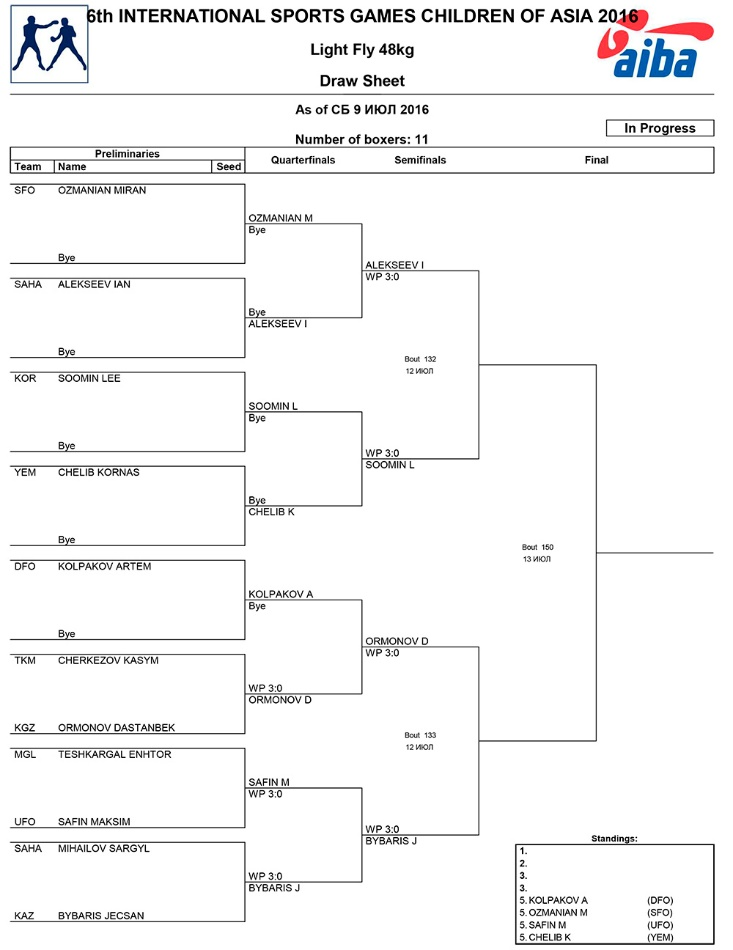 6th INTERNATIONAL SPORTS GAMES CHILDREN OF ASIA 2016
aiba
Light Fly 48kg
Draw Sheet
As of СБ 9 ИЮЛ 2016
In Progress
Number of boxers: 11
Preliminaries
Quarterfinals Semifinals Final
Team Name Seed
SFO OZMANIAN MIRAN
OZMANIAN M
Bye
Bye
ALEKSEEV I
WP 3:0
SAHA ALEKSEEV IAN
Bye
ALEKSEEV I
Bye
Bout 132
12 ИЮЛ
KOR SOOMIN LEE
SOOMIN L
Bye
Bye
WP 3:0
SOOMIN L
YEM CHELIB KORNAS
Bye
CHELIB K
Bye
Bout 150
13 ИЮЛ
DFO KOLPAKOV ARTEM
KOLPAKOV A
Bye
Bye
ORMONOV D
WP 3:0
TKM CHERKEZOV KASYM
WP 3:0
ORMONOV D
KGZ ORMONOV DASTANBEK
Bout 133
12 ИЮЛ
MGL TESHKARGAL ENHTOR
SAFIN M
WP 3:0
UFO SAFIN MAKSIM
WP 3:0
BYBARIS J
SAHA MIHAILOV SARGYL
WP 3:0
BYBARIS J
KAZ BYBARIS JECSAN
Standings:
1.
2.
3.
3.
5. KOLPAKOV A (DFO)
5. OZMANIAN M (SFO)
5. SAFIN M (UFO)
5. CHELIB K (YEM)